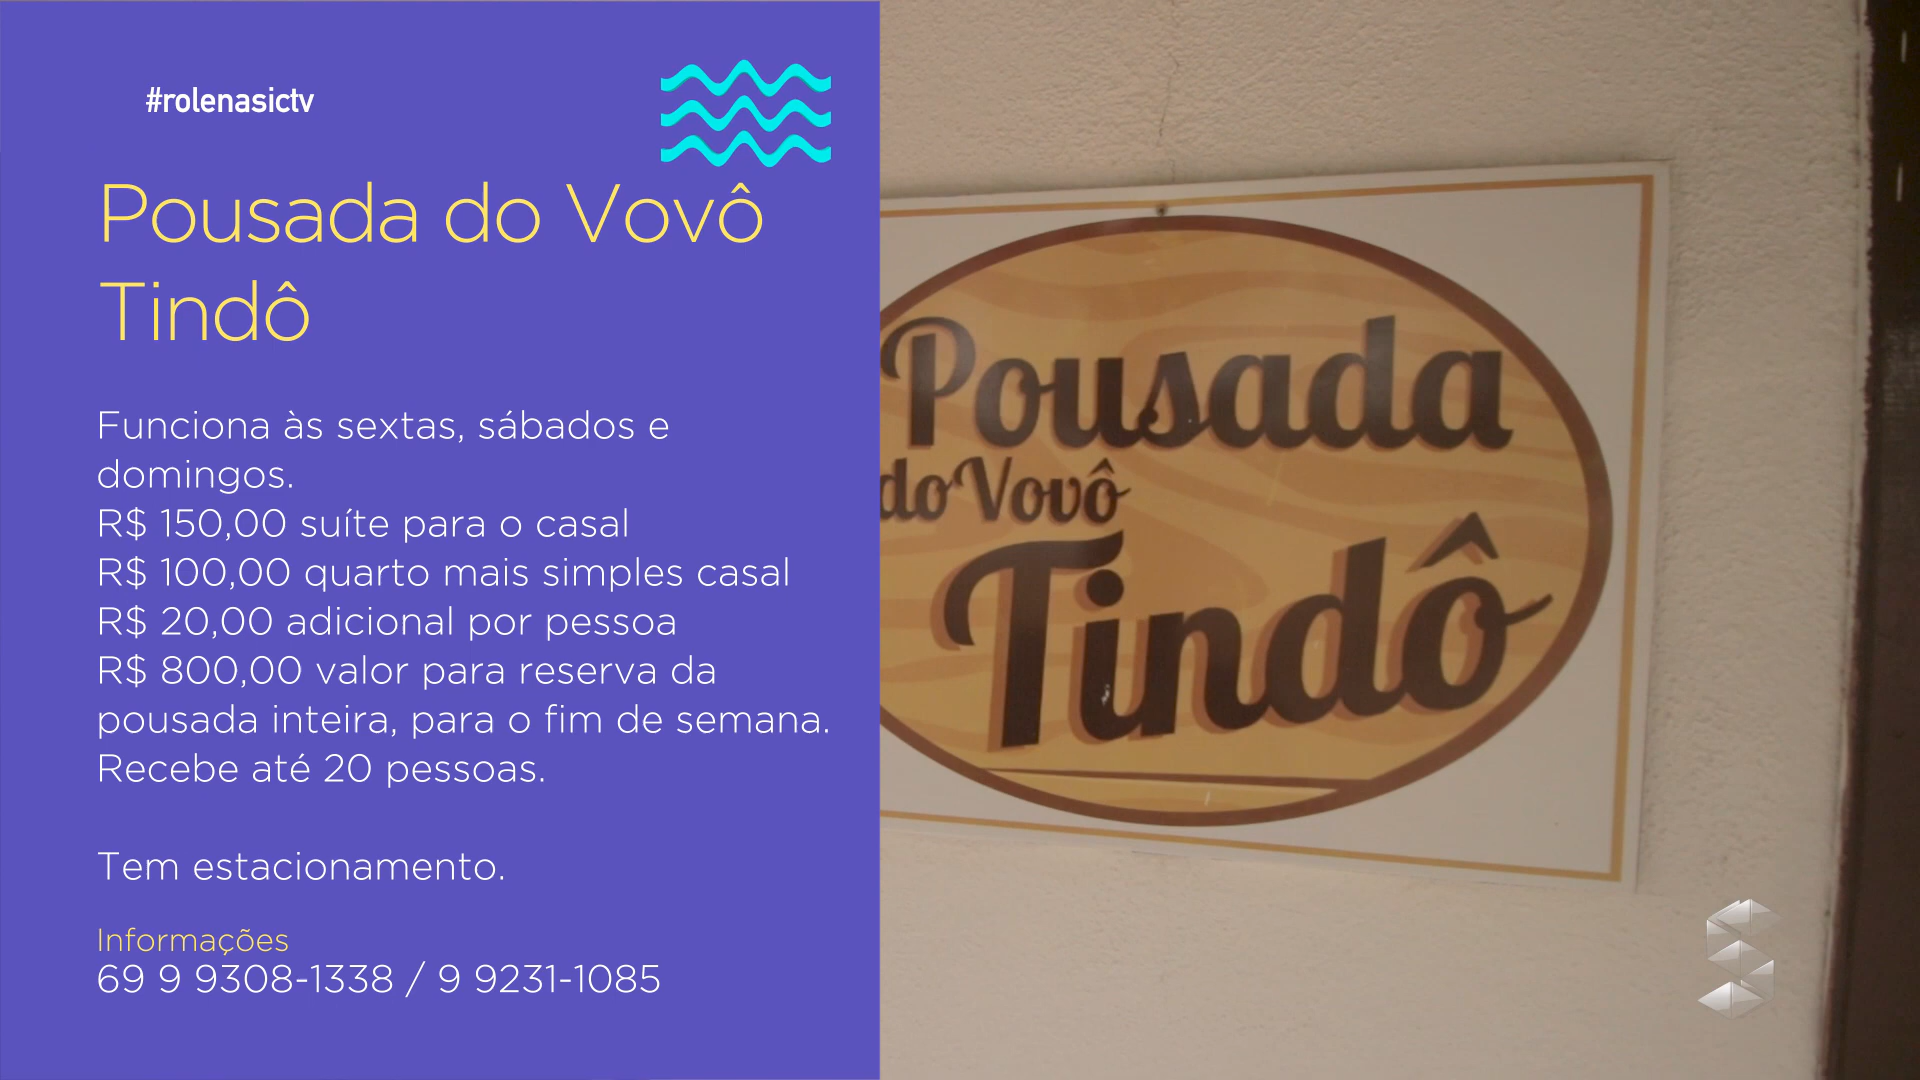 #rolenasictv
Pousada do Vovô
Tindô
Funciona às sextas, sábados e
domingos.
R$ 150,00 suíte para o casal
R$ 100,00 quarto mais simples casal
R$ 20,00 adicional por pessoa
R$ 800,00 valor para reserva da
pousada inteira, para o fim de semana.
Recebe até 20 pessoas.
Tem estacionamento.
Informações
69 9 9308-1338 / 9 9231-1085
Pousada
do Vovô
Tindô